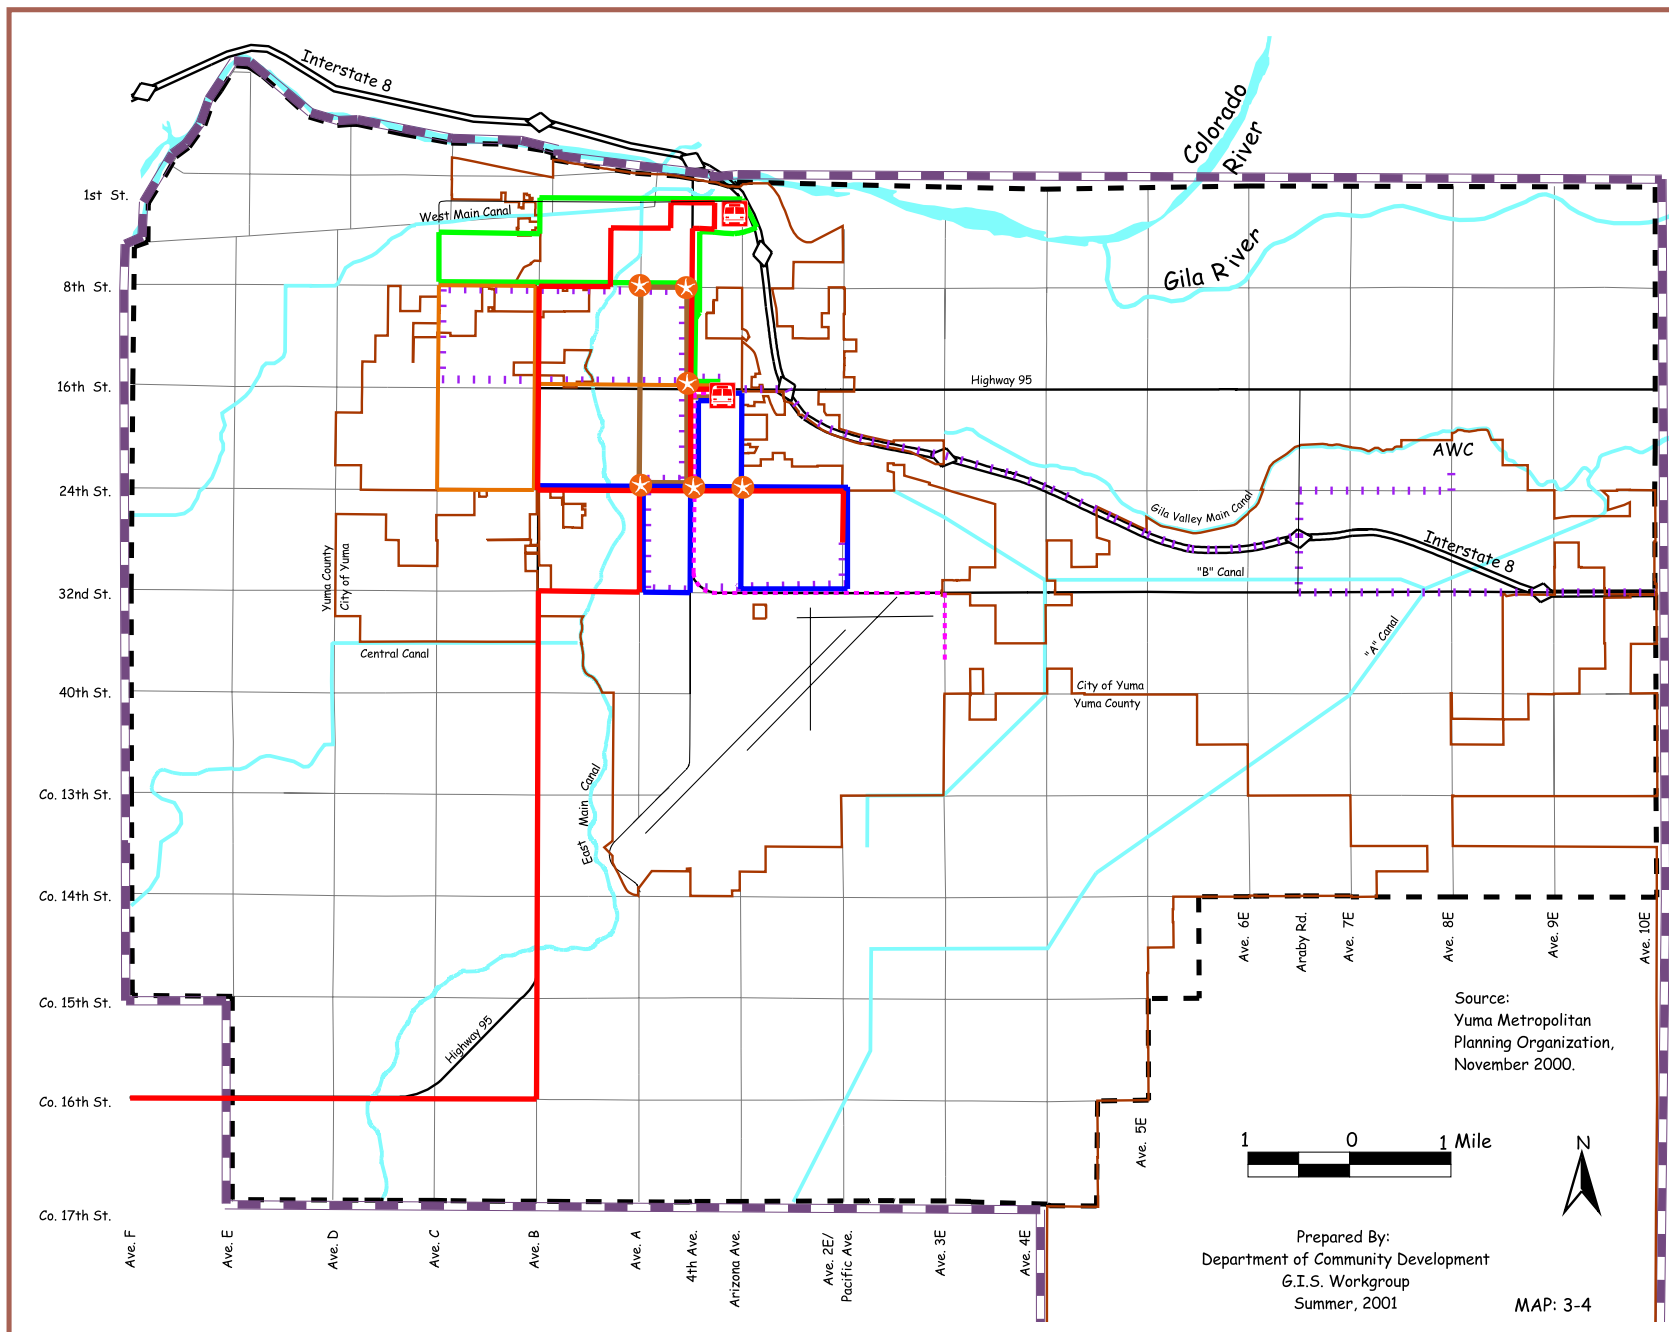 Interstate 8
Colorado
River
1st St.
West Main Canal
Gila River
8th St.
16th St.
Highway 95
AWC
24th St.
Gila Valley Main Canal
Interstate 8
"B" Canal
Yuma County
City of Yuma
32nd St.
Central Canal
"A" Canal
40th St.
City of Yuma
Yuma County
Co. 13th St.
East Main Canal
Co. 14th St.
Ave. 6E
Araby Rd.
Ave. 7E
Ave. 8E
Ave. 9E
Ave. 10E
Co. 15th St.
Highway 95
Source:
Yuma Metropolitan
Planning Organization,
November 2000.
Co. 16th St.
Ave. 5E
1 0 1 Mile
N
Co. 17th St.
Ave. F
Ave. E
Ave. D
Ave. C
Ave. B
Ave. A
4th Ave.
Arizona Ave.
Ave. 2E/
Pacific Ave.
Ave. 3E
Ave. 4E
Prepared By:
Department of Community Development
G.I.S. Workgroup
Summer, 2001
MAP: 3-4